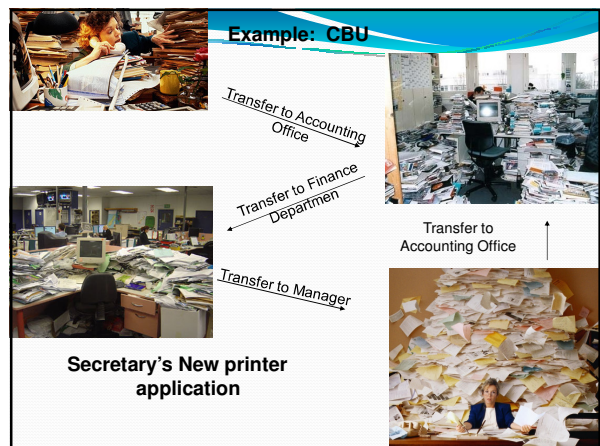 Example: CBU
Transfer to Accounting
Office
Transfer to Finance
Departmen
Transfer to
Accounting Office
Transfer to Manager
Secretary's New printer
application